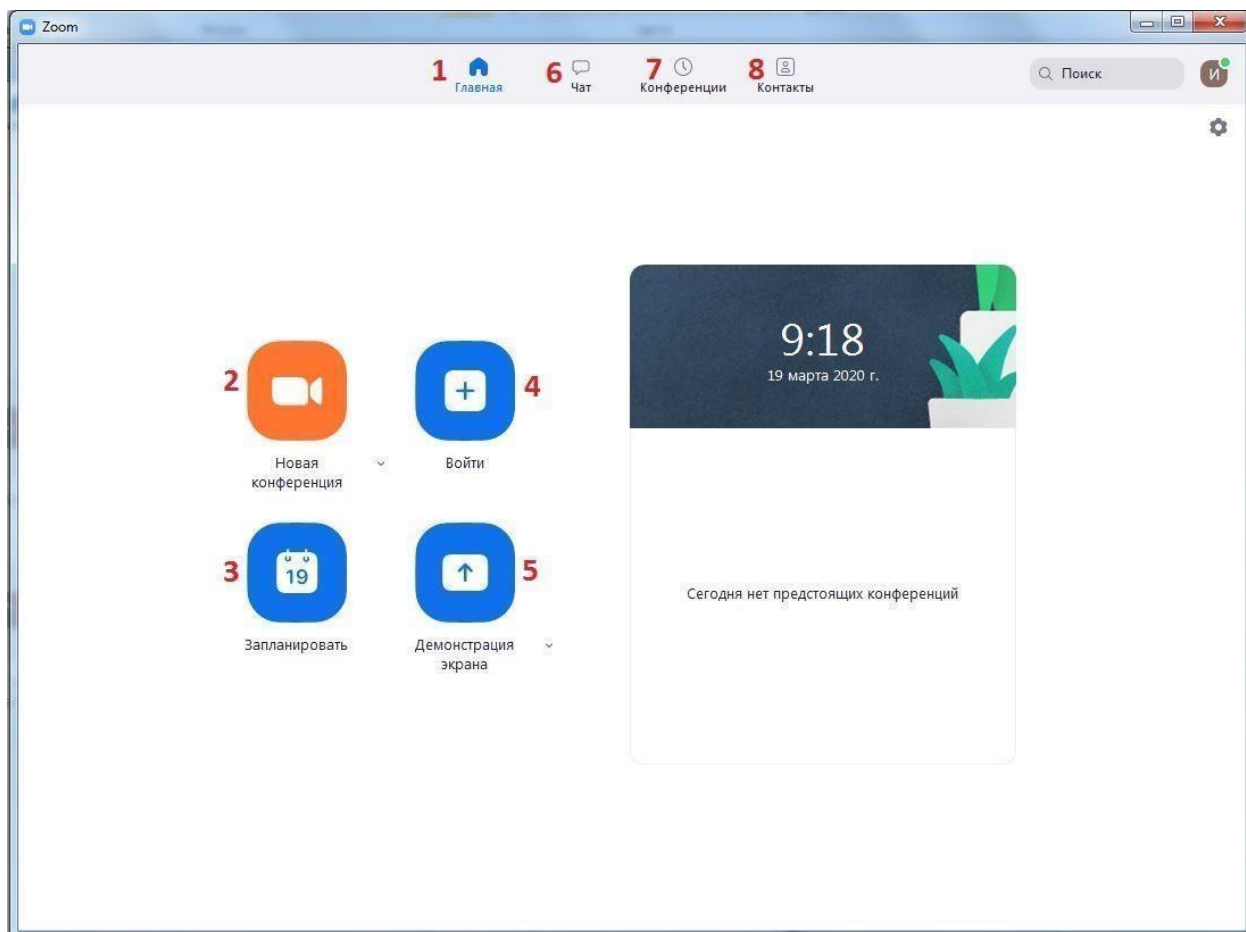 Zoom
1 6 7 8
Главная Чат Конференции Контакты
Поиск И
9:18
19 марта 2020 г.
2 4
Новая
конференция
Войти
3 19 5
Запланировать
Демонстрация
экрана
Сегодня нет предстоящих конференций